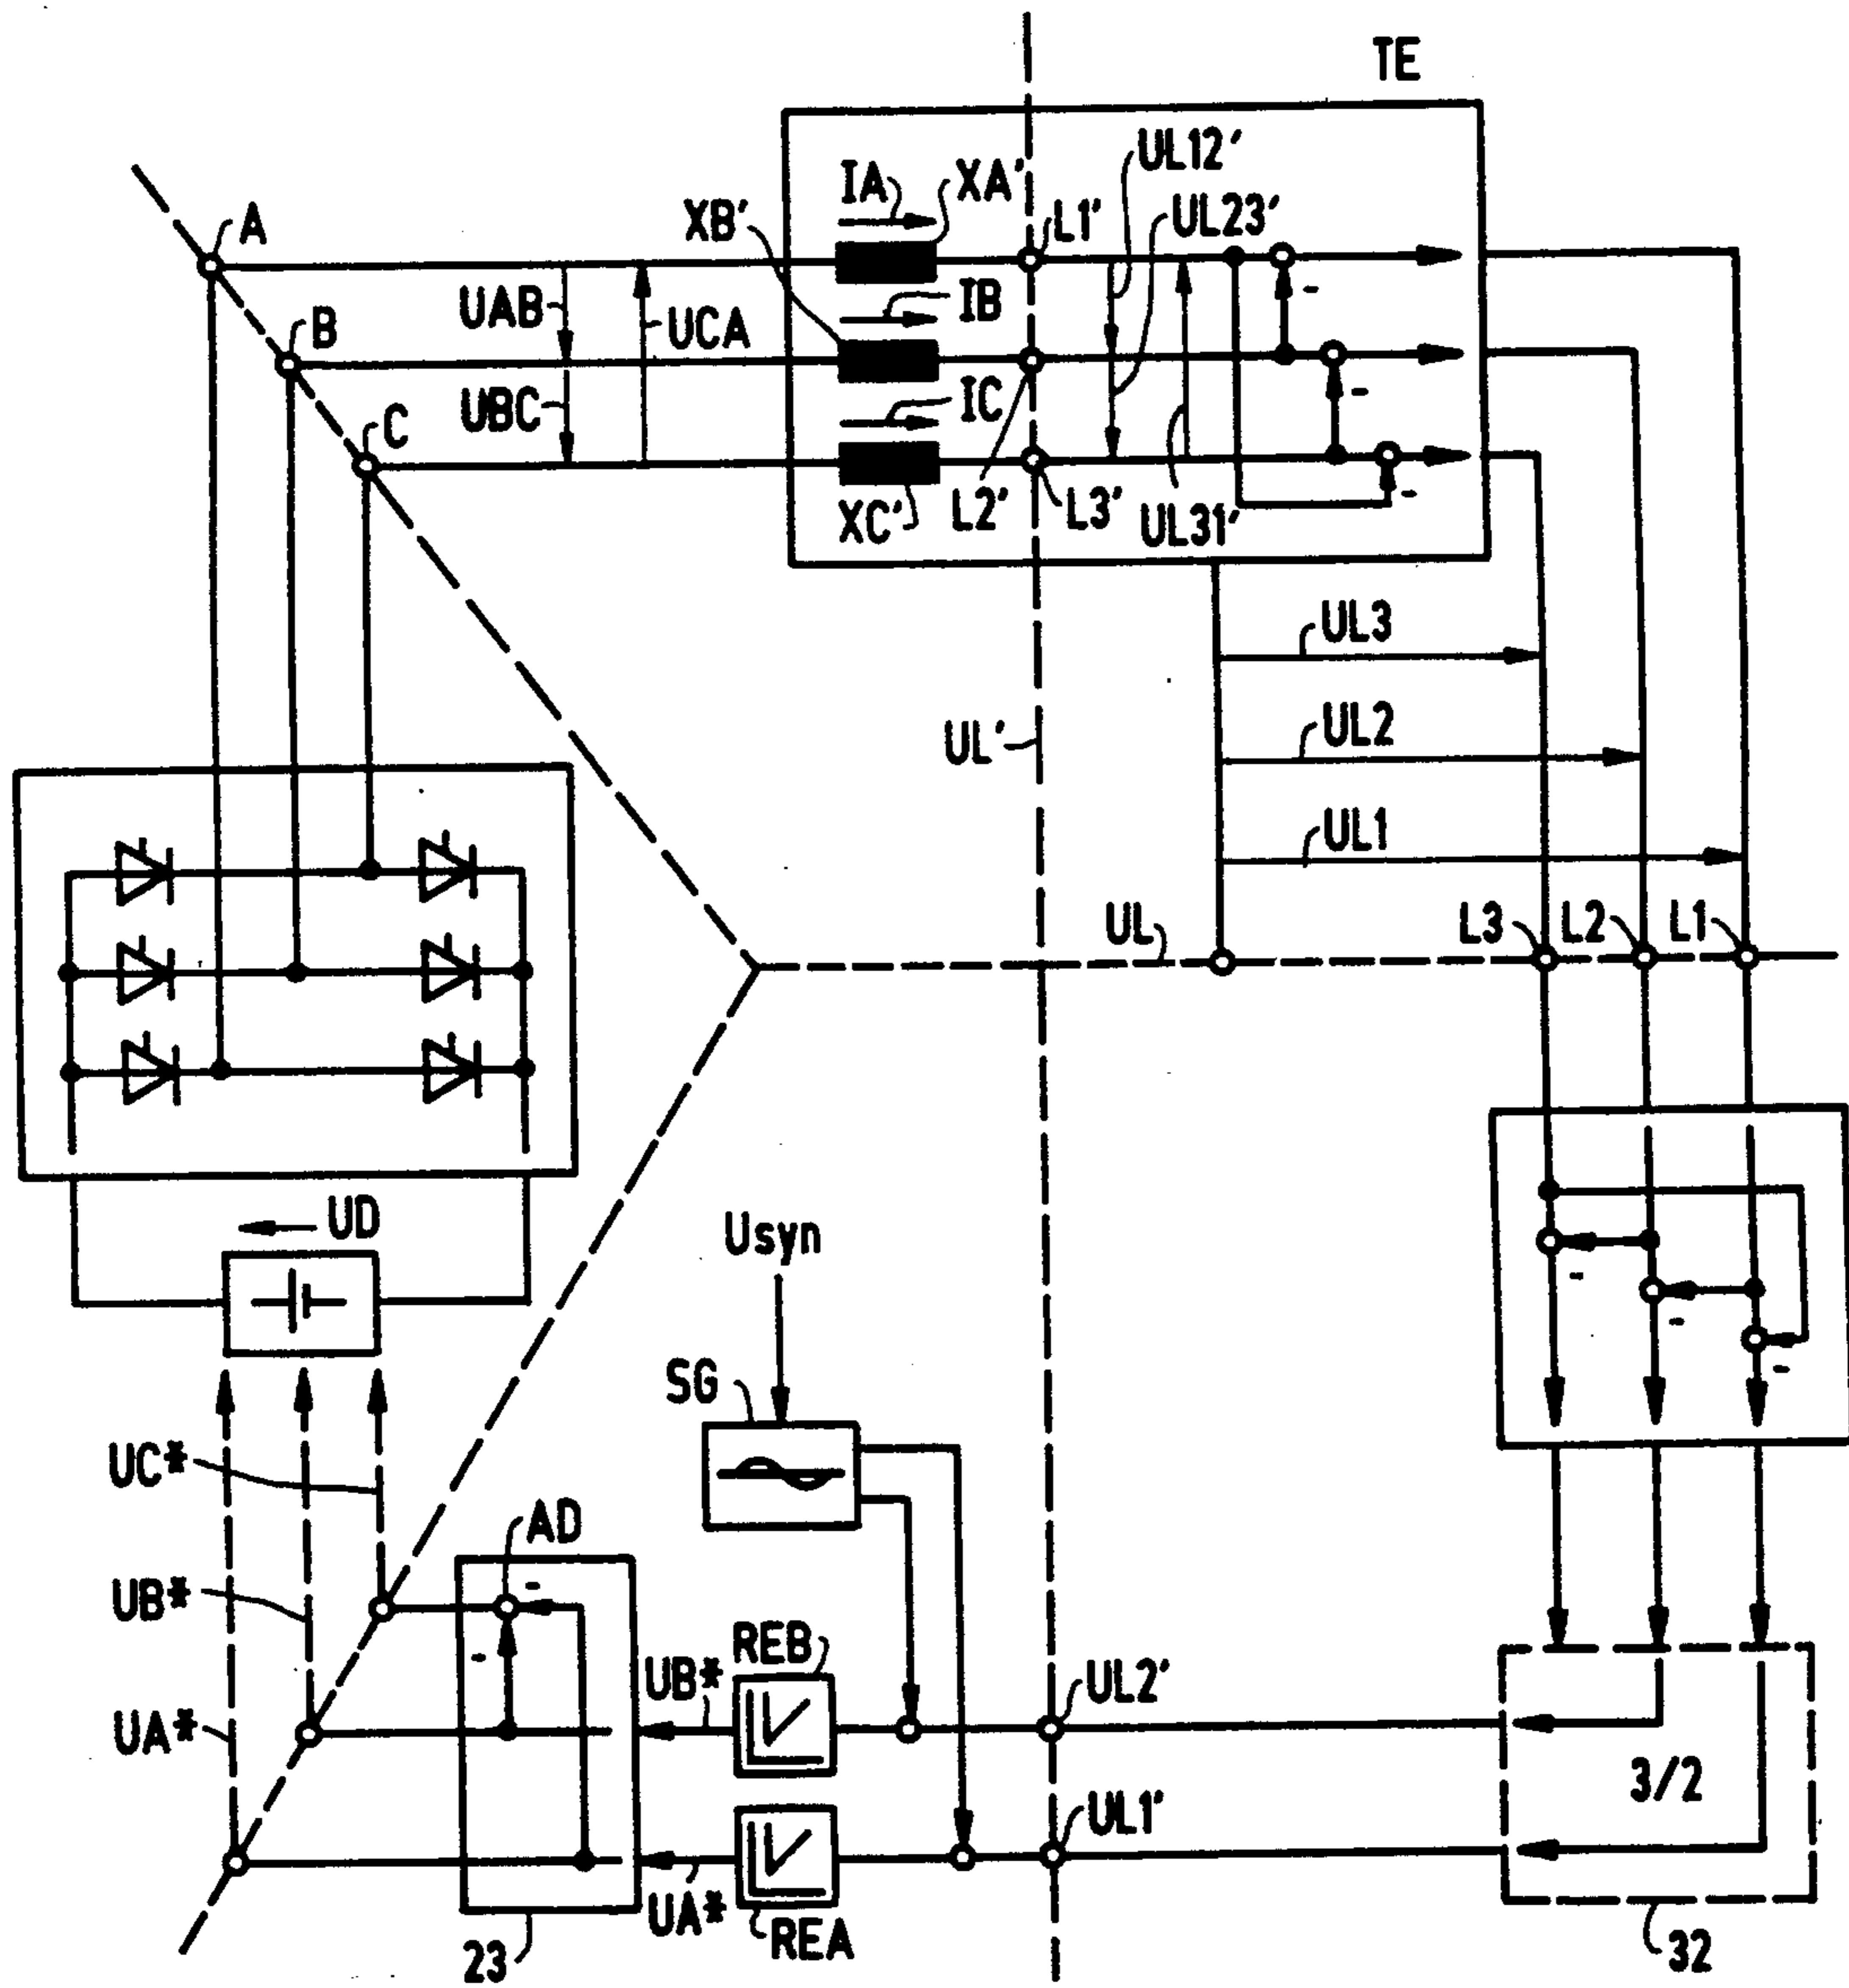 TE
UL12'
IA
XA'
XB'
L1'
UL23'
A
UAB
IB
B
UCA
UBC
IC
C
XC'
L2'
L3'
UL31'
UL3
UL'
UL2
UL1
UL
L3
L2
L1
UD
Usyn
SG
UC*
AD
UB*
REB
UB*
UL2'
UA*
3/2
UL1'
UA*
23
REA
32